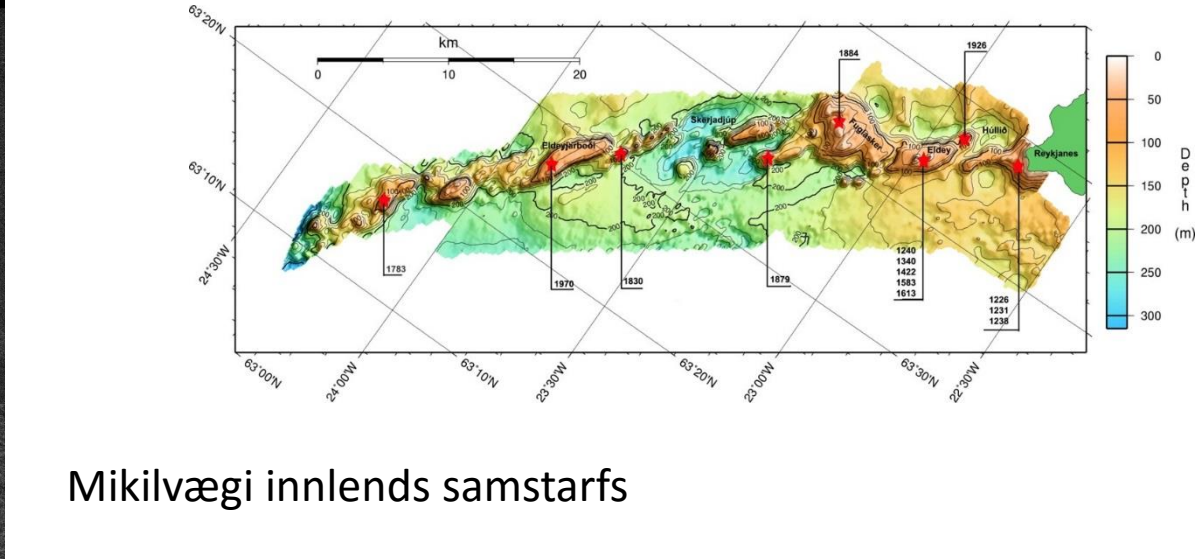 63°20'N
km
0 10 20
1884
1926
0
50
100
150
200
250
300
Depth
(m)
Skerjadjúp
Fuglasker
Húllið
Reykjanes
Eldeyjarboði
Eldey
63°10'N
24°30'W
1783
1970
1830
1879
1240
1340
1422
1583
1613
1226
1231
1238
63°00'N
24°00'W
63°10'N
23°30'W
63°20'N
23°00'W
63°30'N
22°30'W
Mikilvægi innlends samstarfs